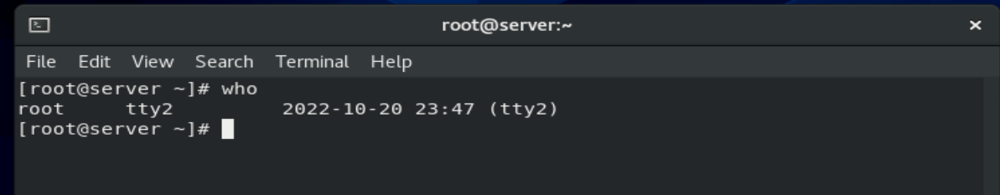 root@server:~ ×
File Edit View Search Terminal Help
[root@server ~]# who
root     tty2         2022-10-20 23:47 (tty2)
[root@server ~]#